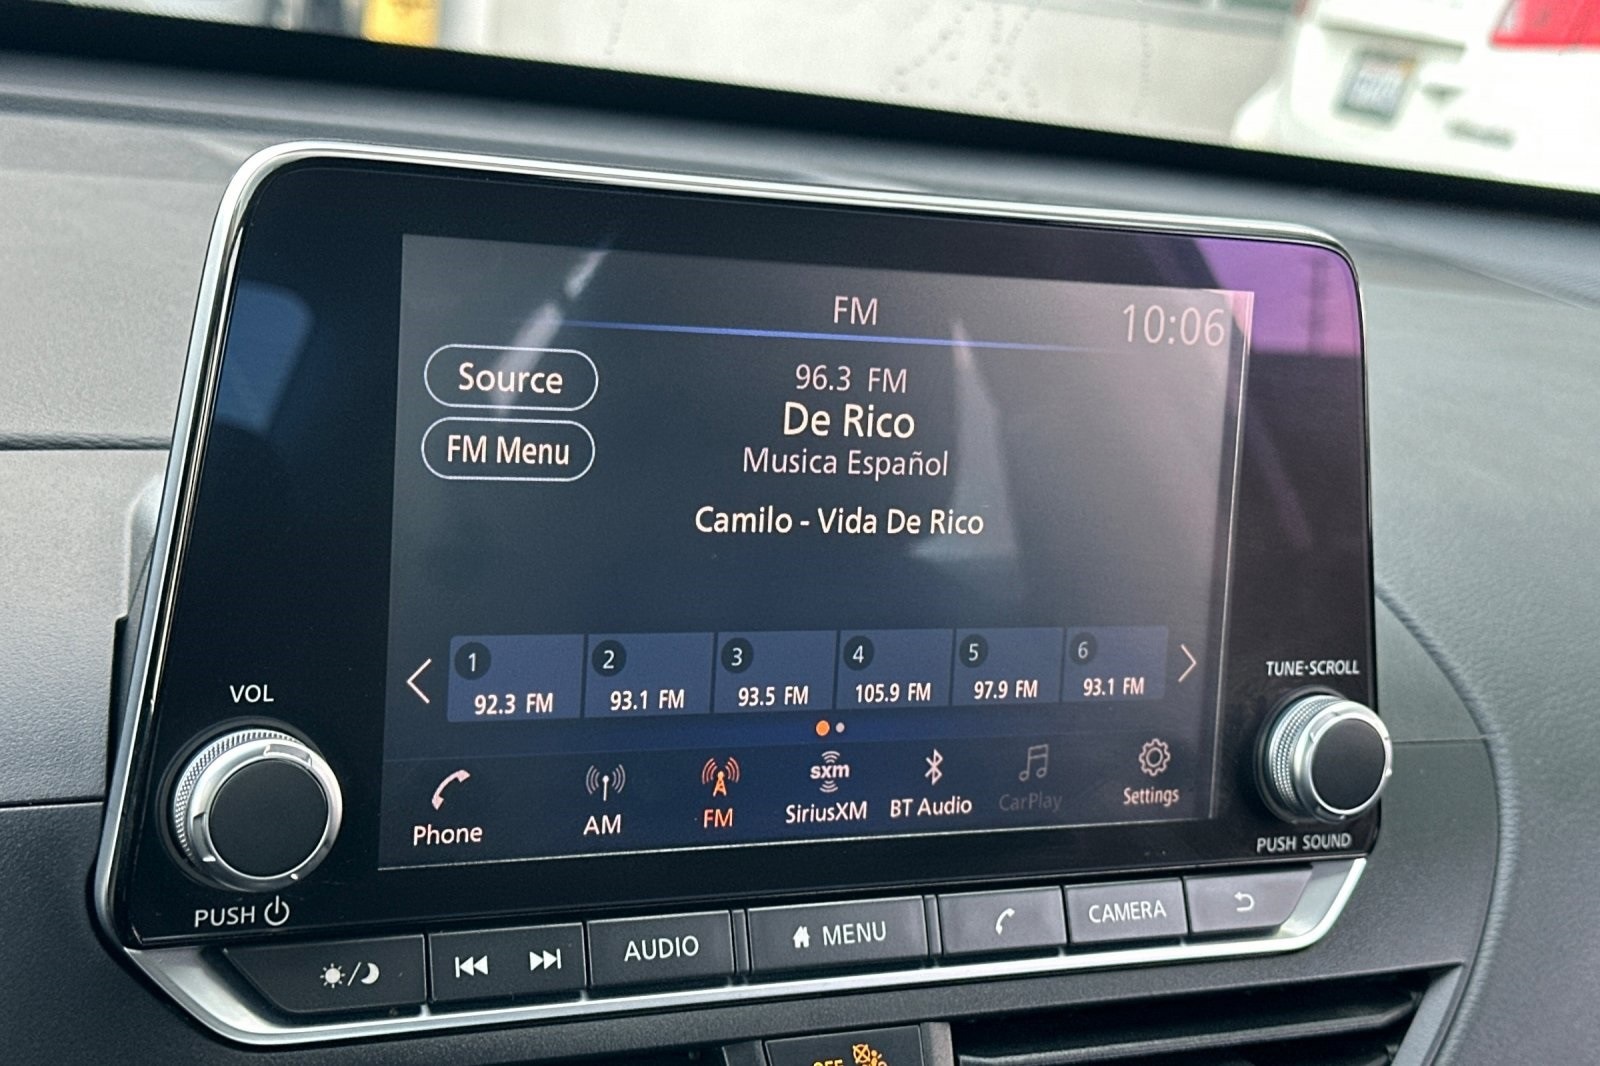 FM
10:06
Source
FM Menu
96.3 FM
De Rico
Musica Español
Camilo - Vida De Rico
1
92.3 FM
2
93.1 FM
3
93.5 FM
4
105.9 FM
5
97.9 FM
6
93.1 FM
Phone
AM
FM
sxm
SiriusXM
BT Audio
CarPlay
Settings
VOL
PUSH
TUNE·SCROLL
PUSH SOUND
AUDIO
MENU
CAMERA
OFF